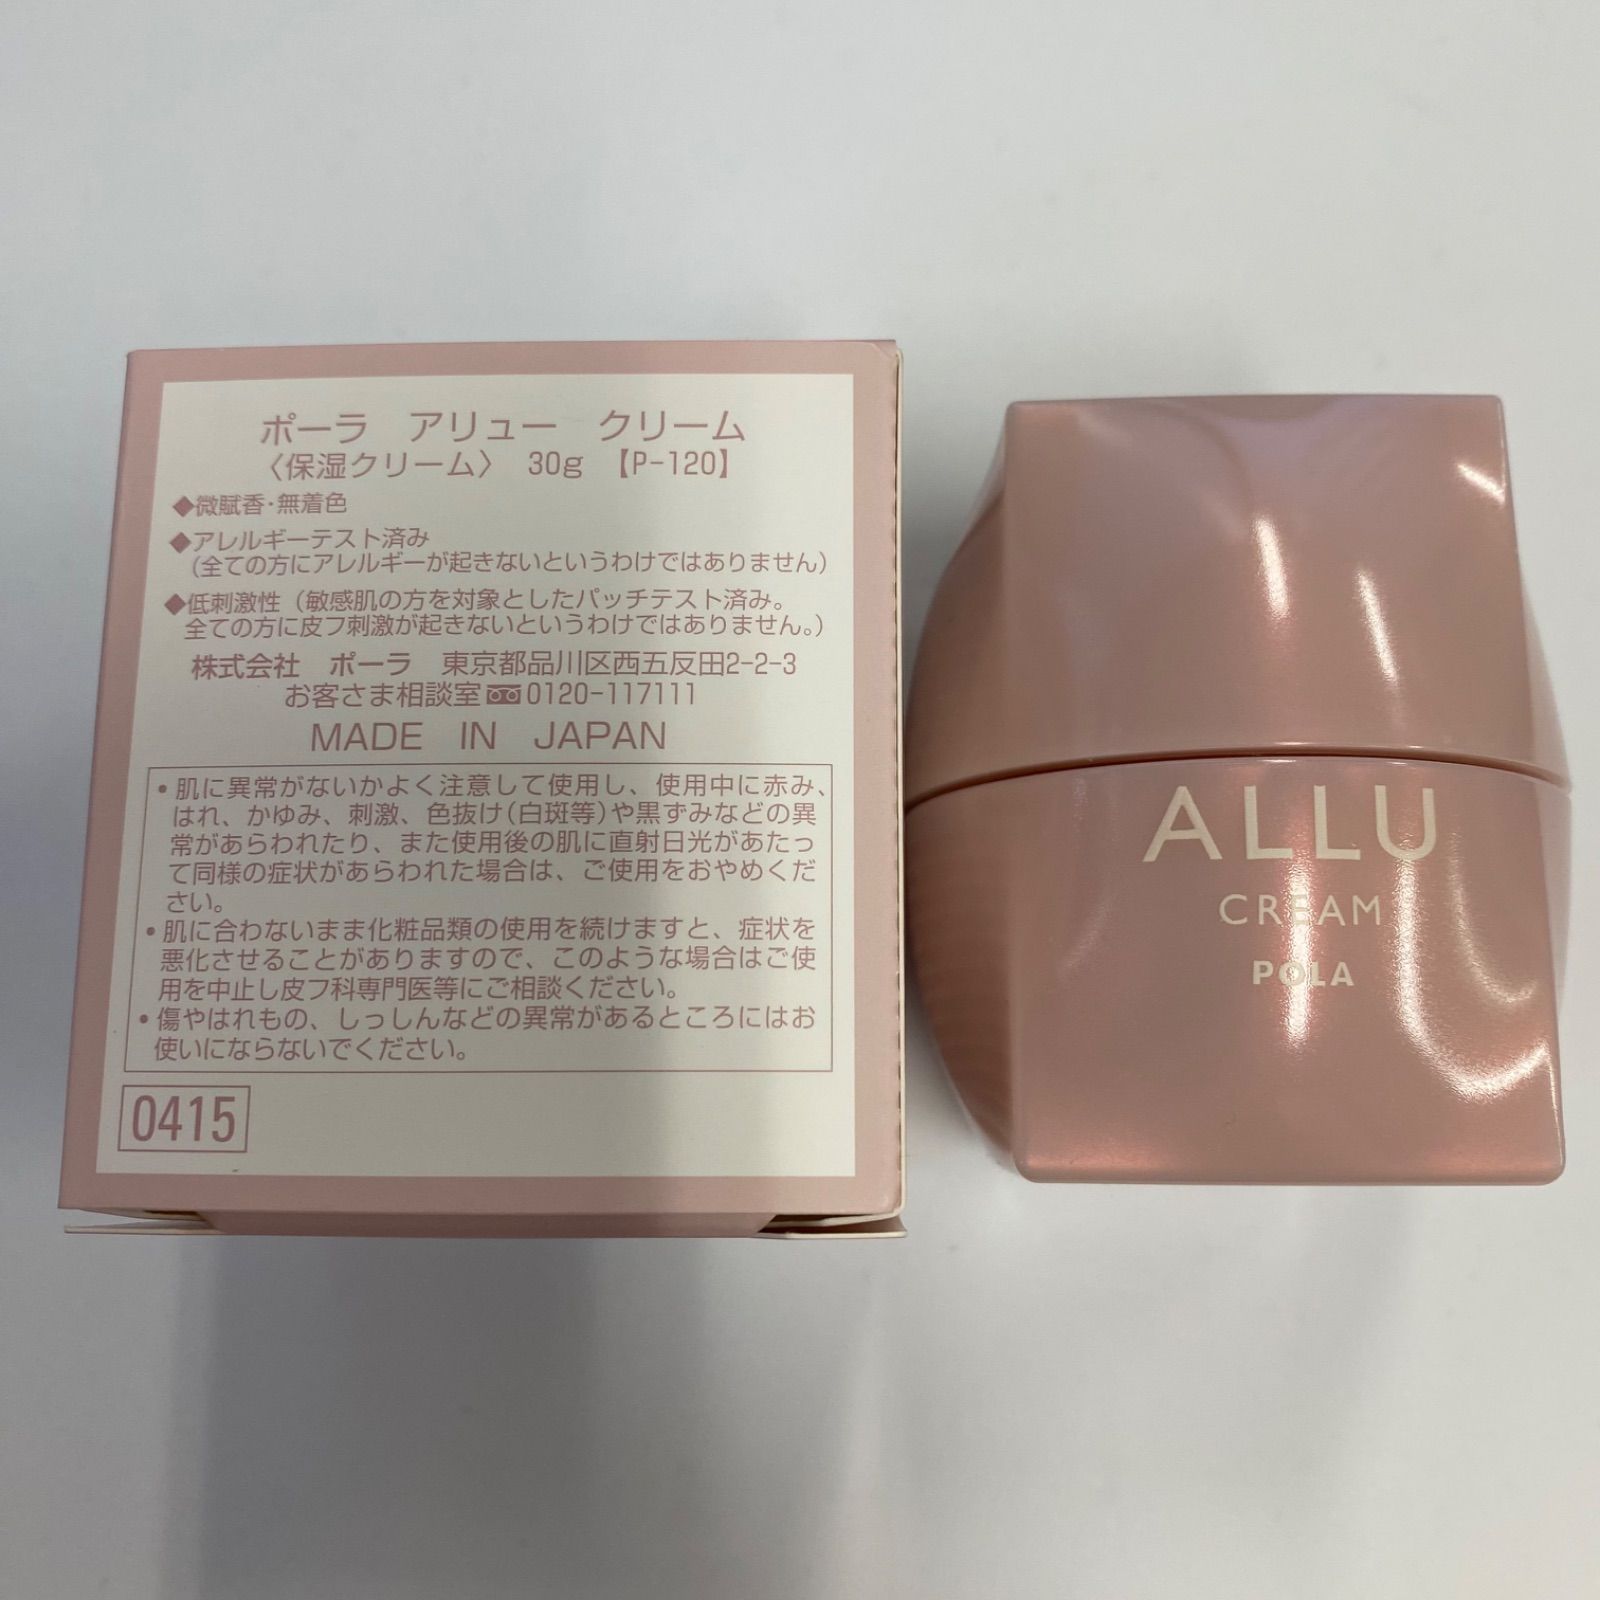 ポーラ　アリュー　クリーム
〈保湿クリーム〉 30g 【P-120】
◆微賦香・無着色
◆アレルギーテスト済み
（全ての方にアレルギーが起きないというわけではありません）
◆低刺激性（敏感肌の方を対象としたパッチテスト済み。
全ての方に皮フ刺激が起きないというわけではありません。）
株式会社　ポーラ　東京都品川区西五反田2-2-3
お客さま相談室 0120-117111
MADE IN JAPAN
•肌に異常がないかよく注意して使用し、使用中に赤み、
はれ、かゆみ、刺激、色抜け（白斑等）や黒ずみなどの異
常があらわれたり、また使用後の肌に直射日光があたっ
て同様の症状があらわれた場合は、ご使用をおやめくだ
さい。
•肌に合わないまま化粧品類の使用を続けますと、症状を
悪化させることがありますので、このような場合はご使
用を中止し皮フ科専門医等にご相談ください。
•傷やはれもの、しっしんなどの異常があるところにはお
使いにならないでください。
0415
ALLU
CREAM
POLA